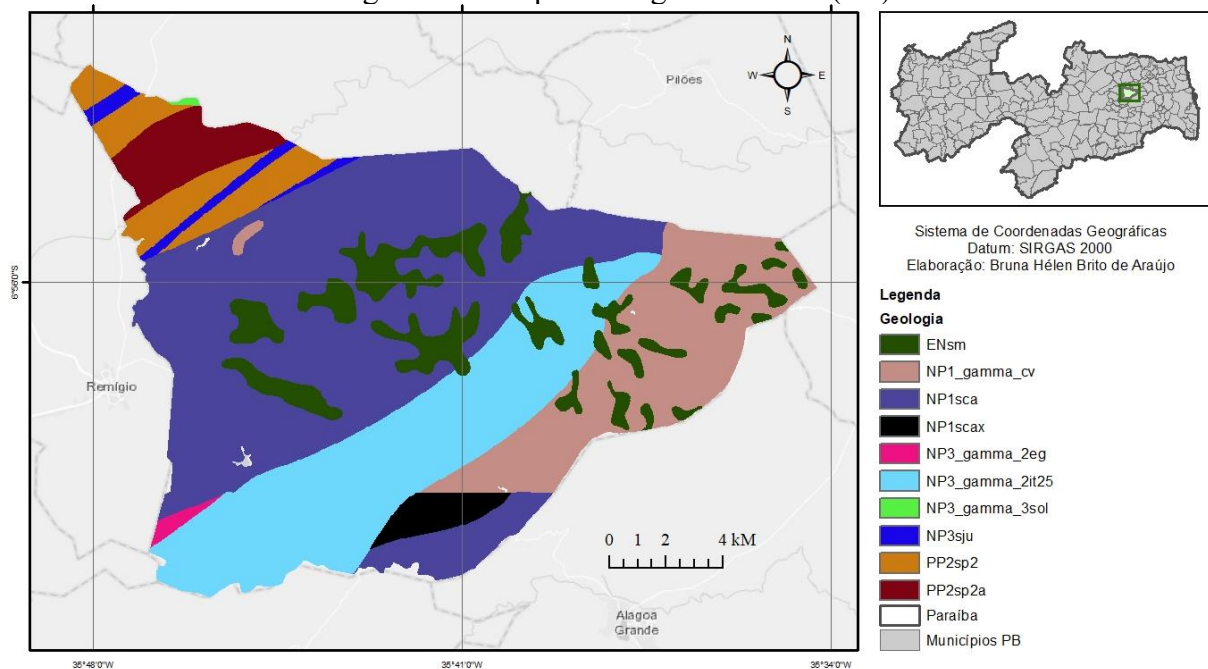 N
W E
S
Pilões
Remígio
Alagoa
Grande
0 1 2 4 kM
6°56'0"S
35°48'0"W 35°41'0"W 35°34'0"W
Sistema de Coordenadas Geográficas
Datum: SIRGAS 2000
Elaboração: Bruna Hélen Brito de Araújo
Legenda
Geologia
ENsm
NP1_gamma_cv
NP1sca
NP1scax
NP3_gamma_2eg
NP3_gamma_2it25
NP3_gamma_3sol
NP3sju
PP2sp2
PP2sp2a
Paraíba
Municípios PB